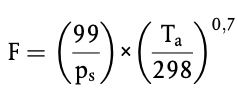 F = (99/pₛ) × (Tₐ/298)^0,7